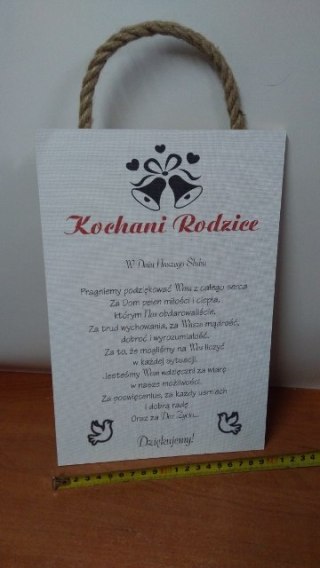 Kochani Rodzice
W Dniu Naszego Ślubu
Pragniemy podziękować Wam z całego serca
Za Dom pełen miłości i ciepła,
którym Nas obdarowaliście,
Za trud wychowania, za Waszą mądrość,
dobroć i wyrozumiałość.
Za to, że mogliśmy na Was liczyć
w każdej sytuacji.
Jesteśmy Wam wdzięczni za wiarę
w nasze możliwości,
Za poświęcenie, za każdy uśmiech
i dobrą radę
Oraz za Dar Życia...
Dziękujemy!